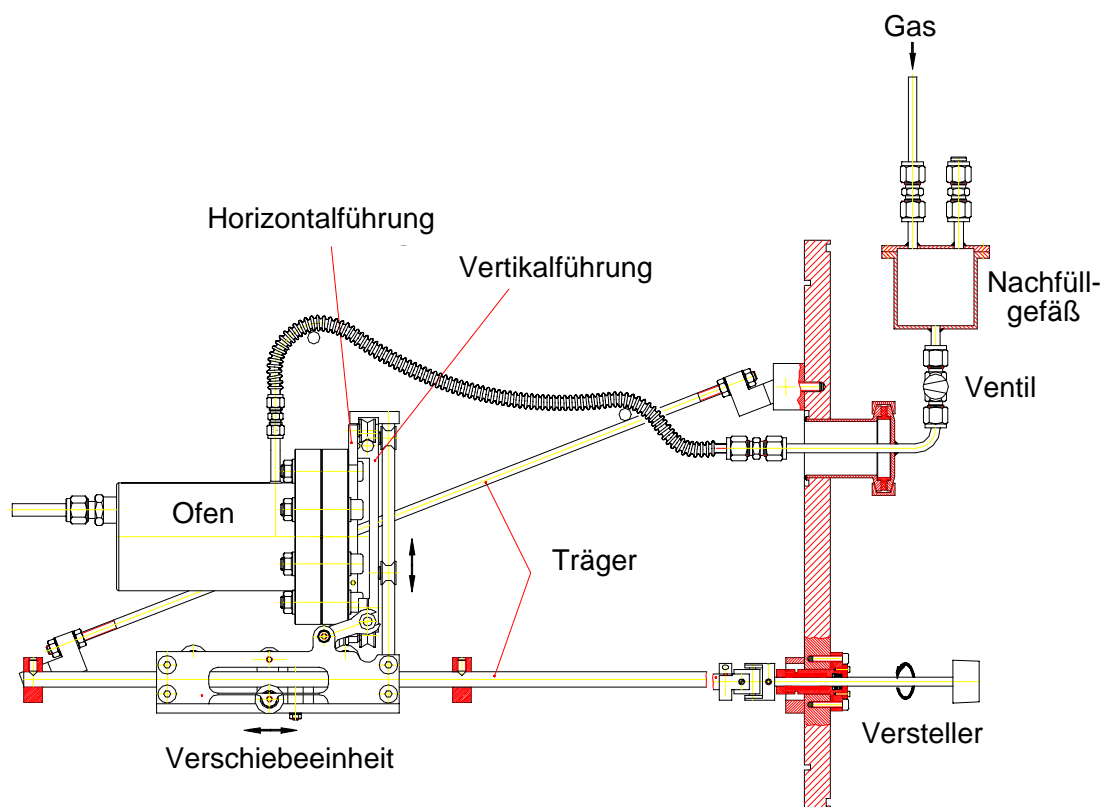 Gas
Horizontalführung
Vertikalführung
Nachfüll-
gefäß
Ventil
Ofen
Träger
Versteller
Verschiebeeinheit